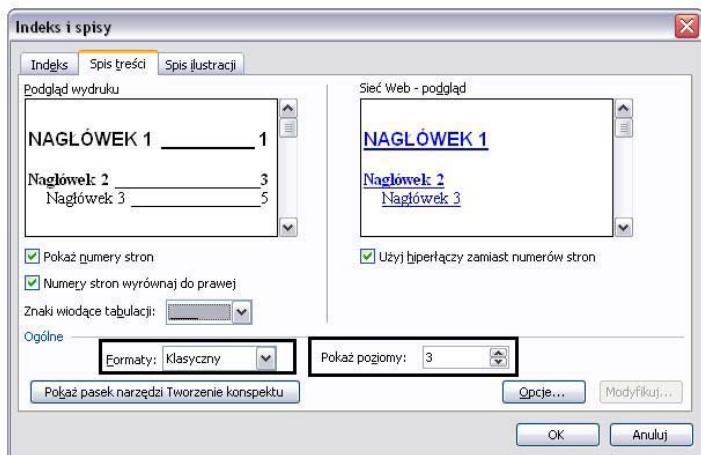 Indeks i spisy
Indeks Spis treści Spis ilustracji
Podgląd wydruku
NAGŁÓWEK 1 1
Nagłówek 2 3
Nagłówek 3 5
Sieć Web - podgląd
NAGŁÓWEK 1
Nagłówek 2
Nagłówek 3
Pokaż numery stron
Numery stron wyrównaj do prawej
Znaki wiodące tabulacji: ____
Użyj hiperłączy zamiast numerów stron
Ogólne
Formaty: Klasyczny Pokaż poziomy: 3
Pokaż pasek narzędzi Tworzenie konspektu Opcje... Modyfikuj...
OK Anuluj